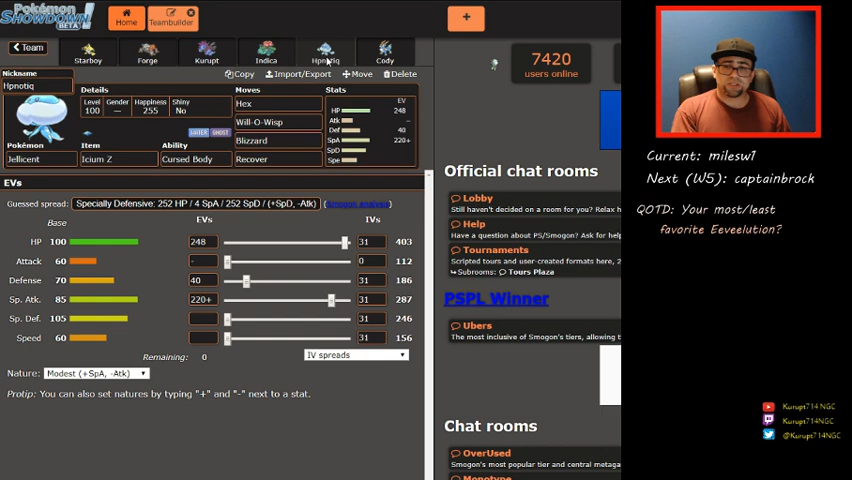 Pokémon
SHOWDOWN!
BETA
Home
Teambuilder
+
< Team
Starboy
Forge
Kurupt
Indica
Hpnotiq
Cody
Nickname
Hpnotiq
Copy
Import/Export
Move
Delete
Details
Level
100
Gender
—
Happiness
255
Shiny
No
Moves
Hex
Will-O-Wisp
Blizzard
Recover
Stats
EV
HP 248
Atk –
Def 40
SpA 220+
SpD
Spe
WATER GHOST
Pokémon
Jellicent
Item
Icium Z
Ability
Cursed Body
EVs
Guessed spread: Specially Defensive: 252 HP / 4 SpA / 252 SpD / (+SpD, -Atk) (Smogon analysis)
Base EVs IVs
HP 100 248 31 403
Attack 60 - 0 112
Defense 70 40 31 186
Sp. Atk. 85 220+ 31 287
Sp. Def. 105 31 246
Speed 60 31 156
Remaining: 0
IV spreads
Nature: Modest (+SpA, -Atk)
Protip: You can also set natures by typing "+" and "-" next to a stat.
7420
users online
Official chat rooms
Lobby
Still haven't decided on a room for you? Relax
Help
Have a question about PS/Smogon? Ask for help
Tournaments
Scripted tours and user-created formats here, 2
Subrooms: Tours Plaza
PSPL Winner
Ubers
The most inclusive of Smogon's tiers, allowing t
Chat rooms
OverUsed
Smogon's most popular tier and central metaga
Monotype
Current: milesw1
Next (W5): captainbrock
QOTD: Your most/least
favorite Eeveelution?
Kurupt714 NGC
Kurupt714NGC
@Kurupt714NGC